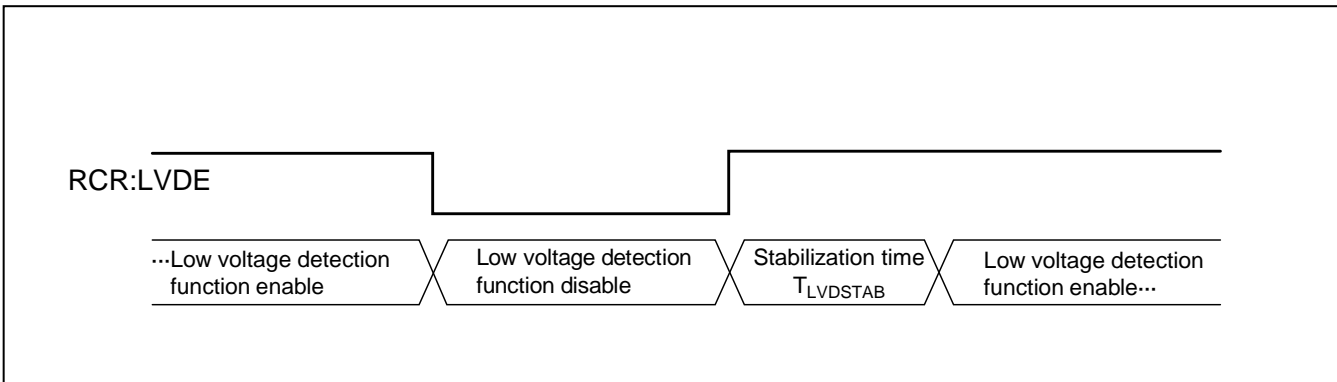 RCR:LVDE
···Low voltage detection
function enable
Low voltage detection
function disable
Stabilization time
TLVDSTAB
Low voltage detection
function enable···